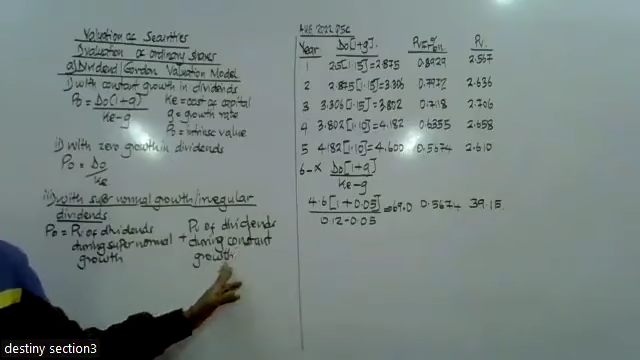 Valuation of Securities
Evaluation of ordinary shares
a) Dividend/Gordon Valuation Model
i) with constant growth in dividends
P₀ = D₀(1+g)
Ke-g
Ke = cost of capital
g = growth rate
P₀ = intrinsic value
ii) with zero growth in dividends
P₀ = D₀
Ke
iii) with super normal growth/irregular
dividends
P₀ = PV of dividends
during super normal
growth
+ PV of dividends
during constant
growth
2022
Year D₀[1+g] PV
1 2.5[1.15]=2.875 0.8929 2.567
2 2.875[1.15]=3.306 0.7972 2.636
3 3.306[1.15]=3.802 0.7118 2.706
4 3.802[1.10]=4.182 0.6355 2.658
5 4.182[1.10]=4.600 0.5674 2.610
6-∝ D₀[1+g]
Ke-g
4.6[1+0.05] =69.0 0.5674 39.15
0.12-0.05
destiny section3